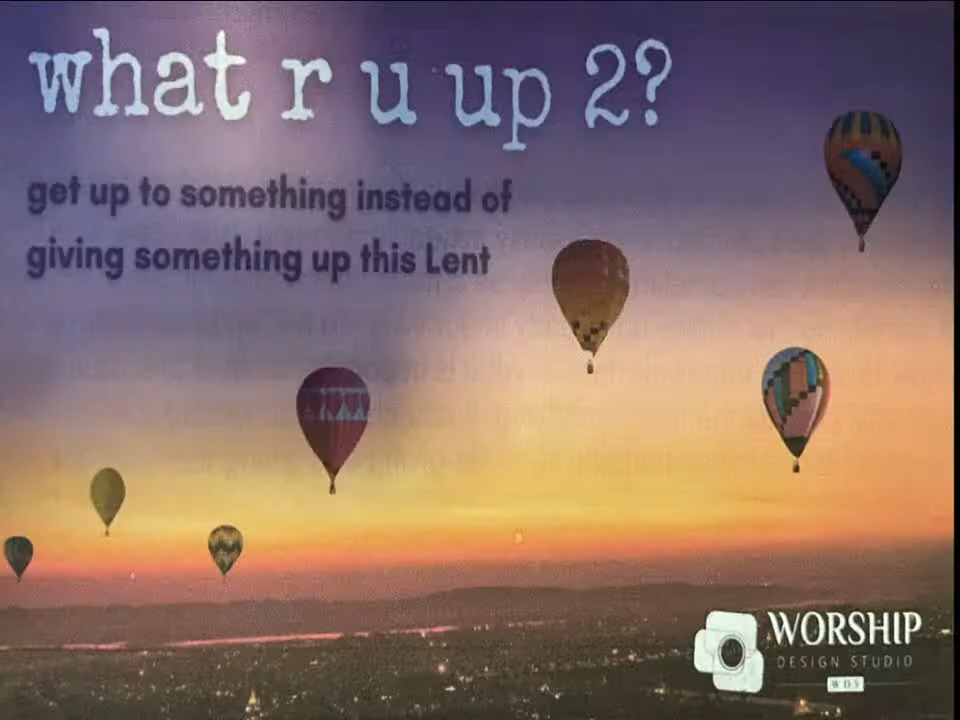 what r u up 2?
get up to something instead of
giving something up this Lent
WORSHIP
DESIGN STUDIO
WDS